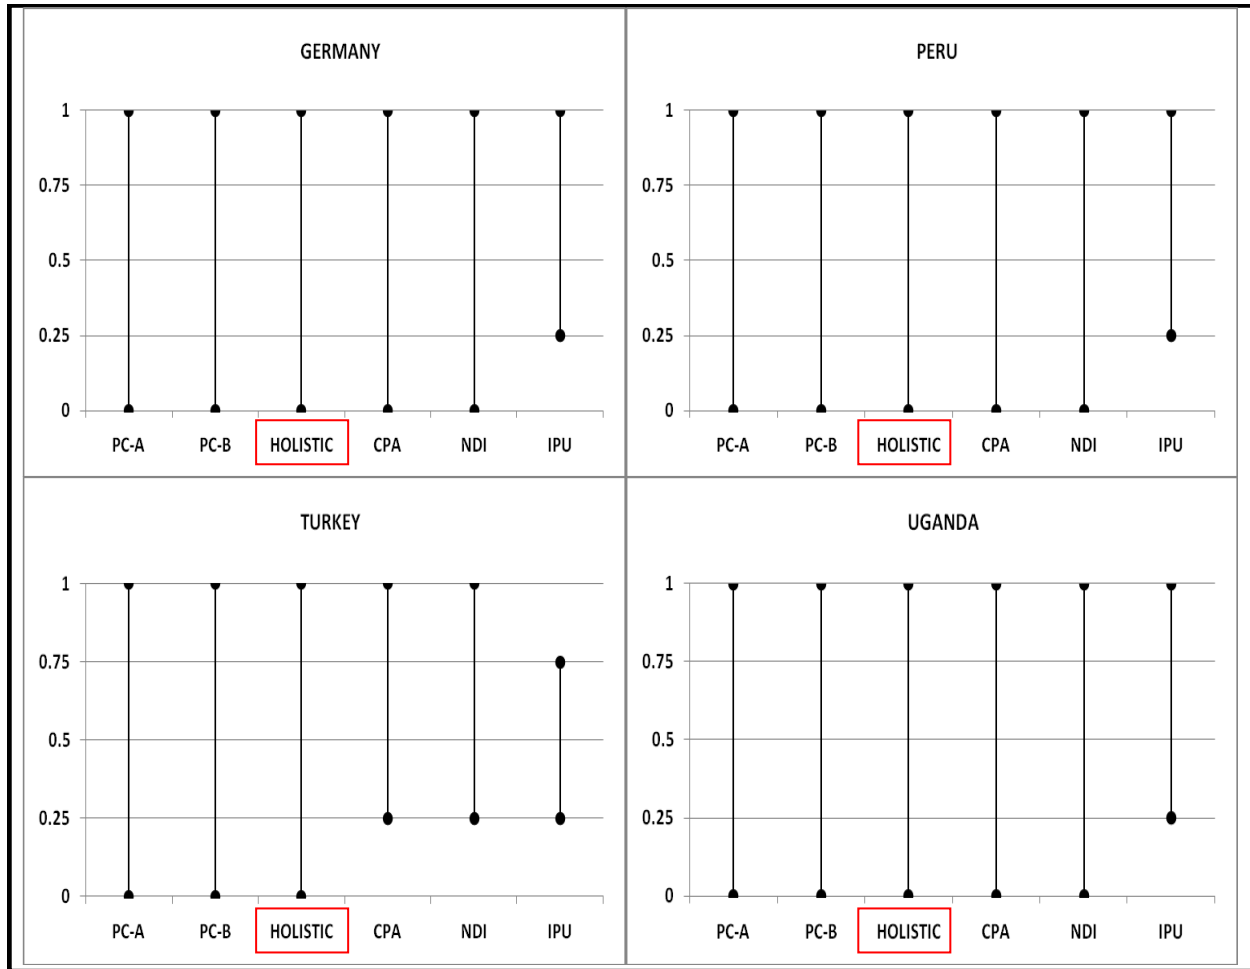 GERMANY
1
0.75
0.5
0.25
0
PC-A PC-B HOLISTIC CPA NDI IPU
PERU
1
0.75
0.5
0.25
0
PC-A PC-B HOLISTIC CPA NDI IPU
TURKEY
1
0.75
0.5
0.25
0
PC-A PC-B HOLISTIC CPA NDI IPU
UGANDA
1
0.75
0.5
0.25
0
PC-A PC-B HOLISTIC CPA NDI IPU